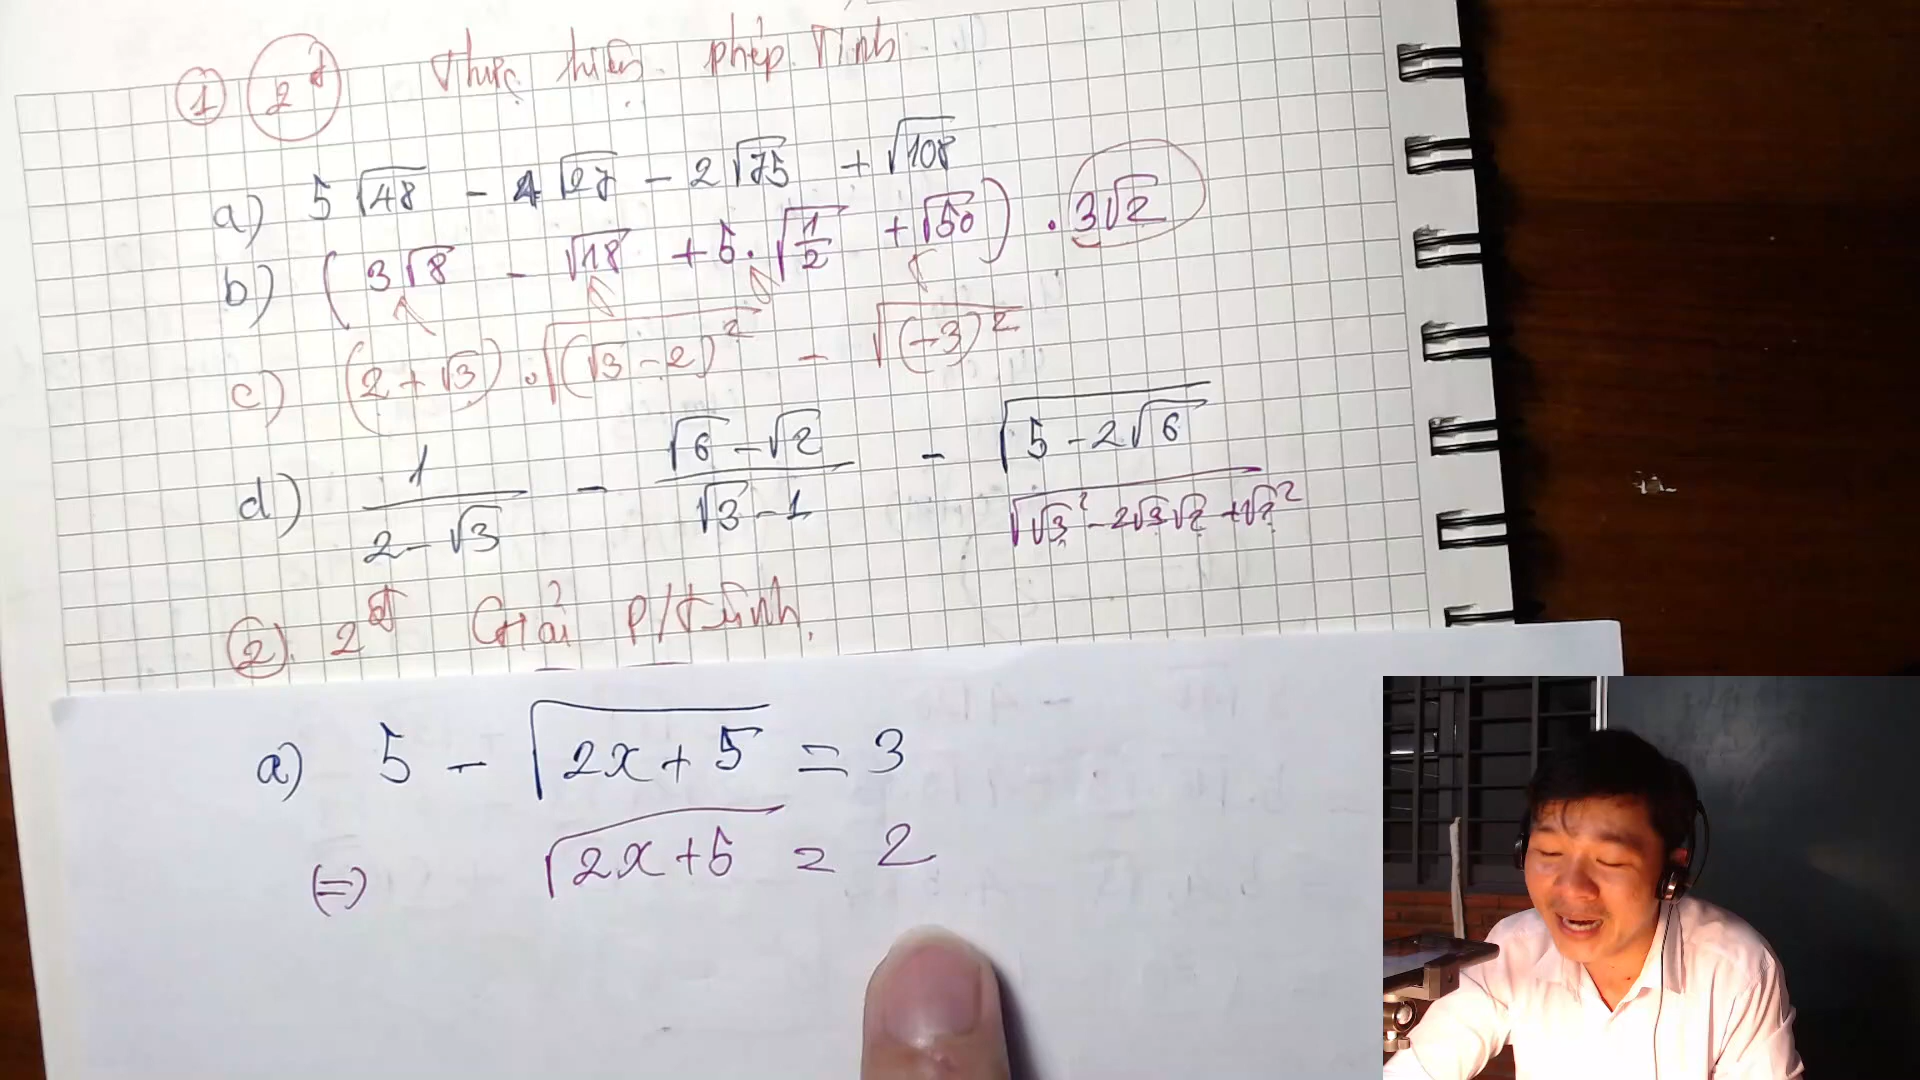 ① 2đ thực hiện phép tính
a) 5√48 - 4√27 - 2√75 + √108
b) (3√8 - √18 + 5.√(1/2) + √50) . 3√2
c) (2 + √3) . √((√3 - 2)²) - √((-3)²)
d) 1/(2 - √3) - (√6 - √2)/(√3 - 1) - √(5 - 2√6)
√(√3² - 2√3√2 + √2²)
②. 2đ Giải p/trình.
a) 5 - √(2x + 5) = 3
(=) √(2x + 5) = 2